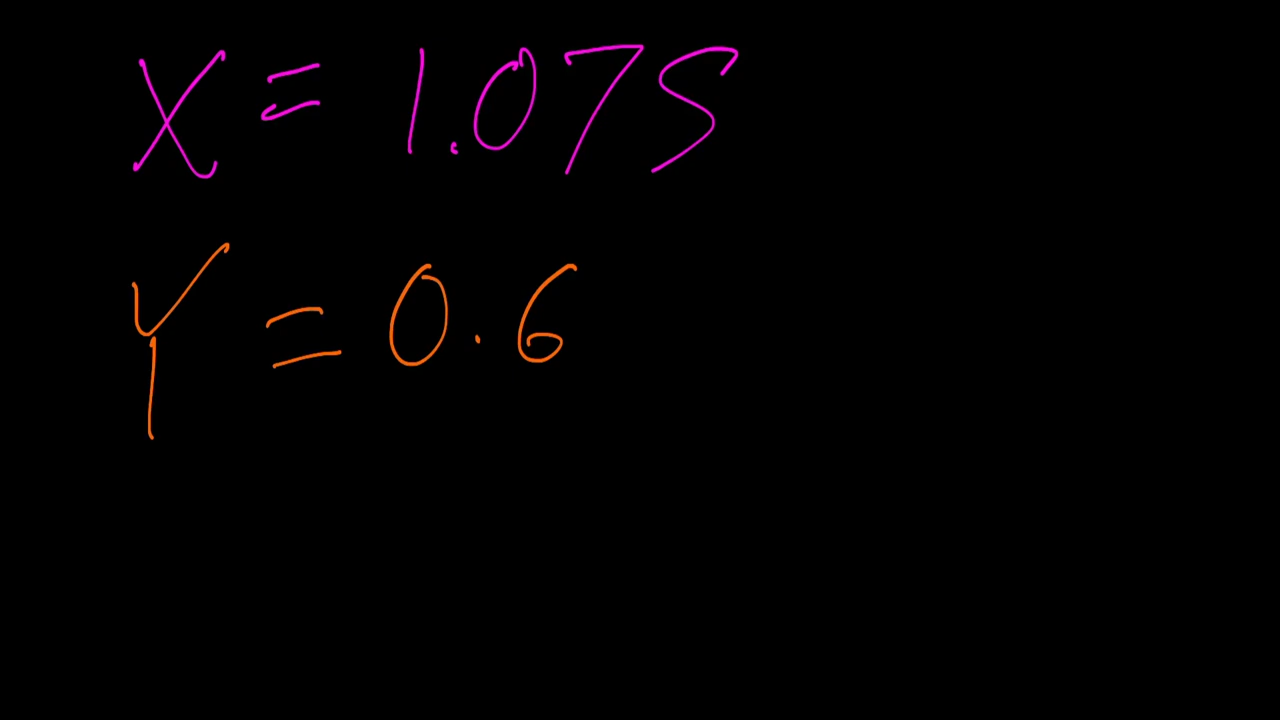 X = 1.075
Y = 0.6